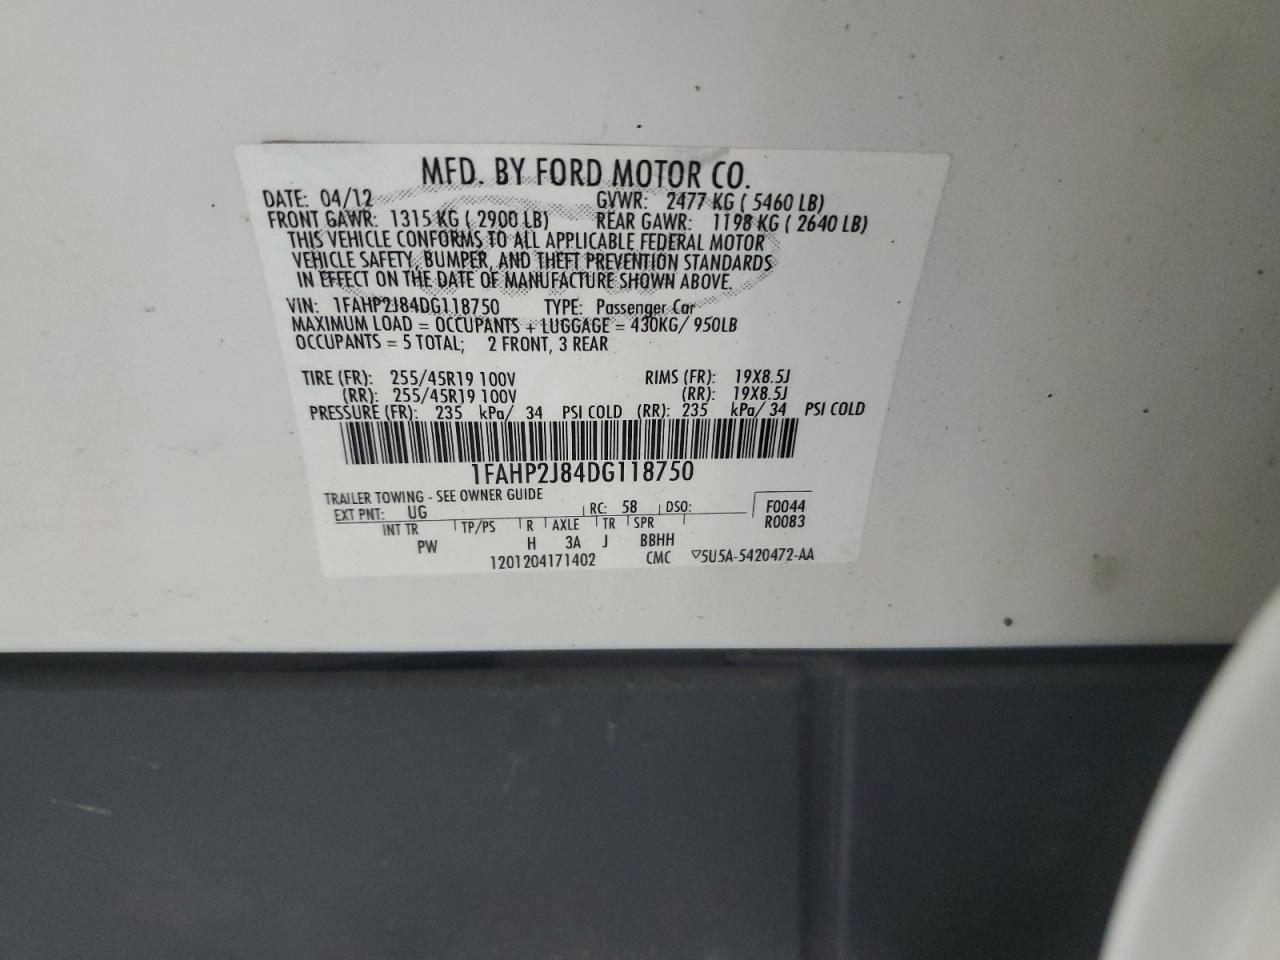 MFD. BY FORD MOTOR CO.
DATE: 04/12 GVWR: 2477 KG ( 5460 LB)
FRONT GAWR: 1315 KG ( 2900 LB) REAR GAWR: 1198 KG ( 2640 LB)
THIS VEHICLE CONFORMS TO ALL APPLICABLE FEDERAL MOTOR
VEHICLE SAFETY, BUMPER, AND THEFT PREVENTION STANDARDS
IN EFFECT ON THE DATE OF MANUFACTURE SHOWN ABOVE.
VIN: 1FAHP2J84DG118750 TYPE: Passenger Car
MAXIMUM LOAD = OCCUPANTS + LUGGAGE = 430KG/ 950LB
OCCUPANTS = 5 TOTAL; 2 FRONT, 3 REAR
TIRE (FR): 255/45R19 100V RIMS (FR): 19X8.5J
(RR): 255/45R19 100V (RR): 19X8.5J
PRESSURE (FR): 235 kPa/ 34 PSI COLD (RR): 235 kPa/ 34 PSI COLD
1FAHP2J84DG118750
TRAILER TOWING - SEE OWNER GUIDE
EXT PNT: UG RC: 58 DSO: F0044
INT TR TP/PS R AXLE TR SPR R0083
PW H 3A J BBHH
1201204171402 CMC ▽5U5A-5420472-AA